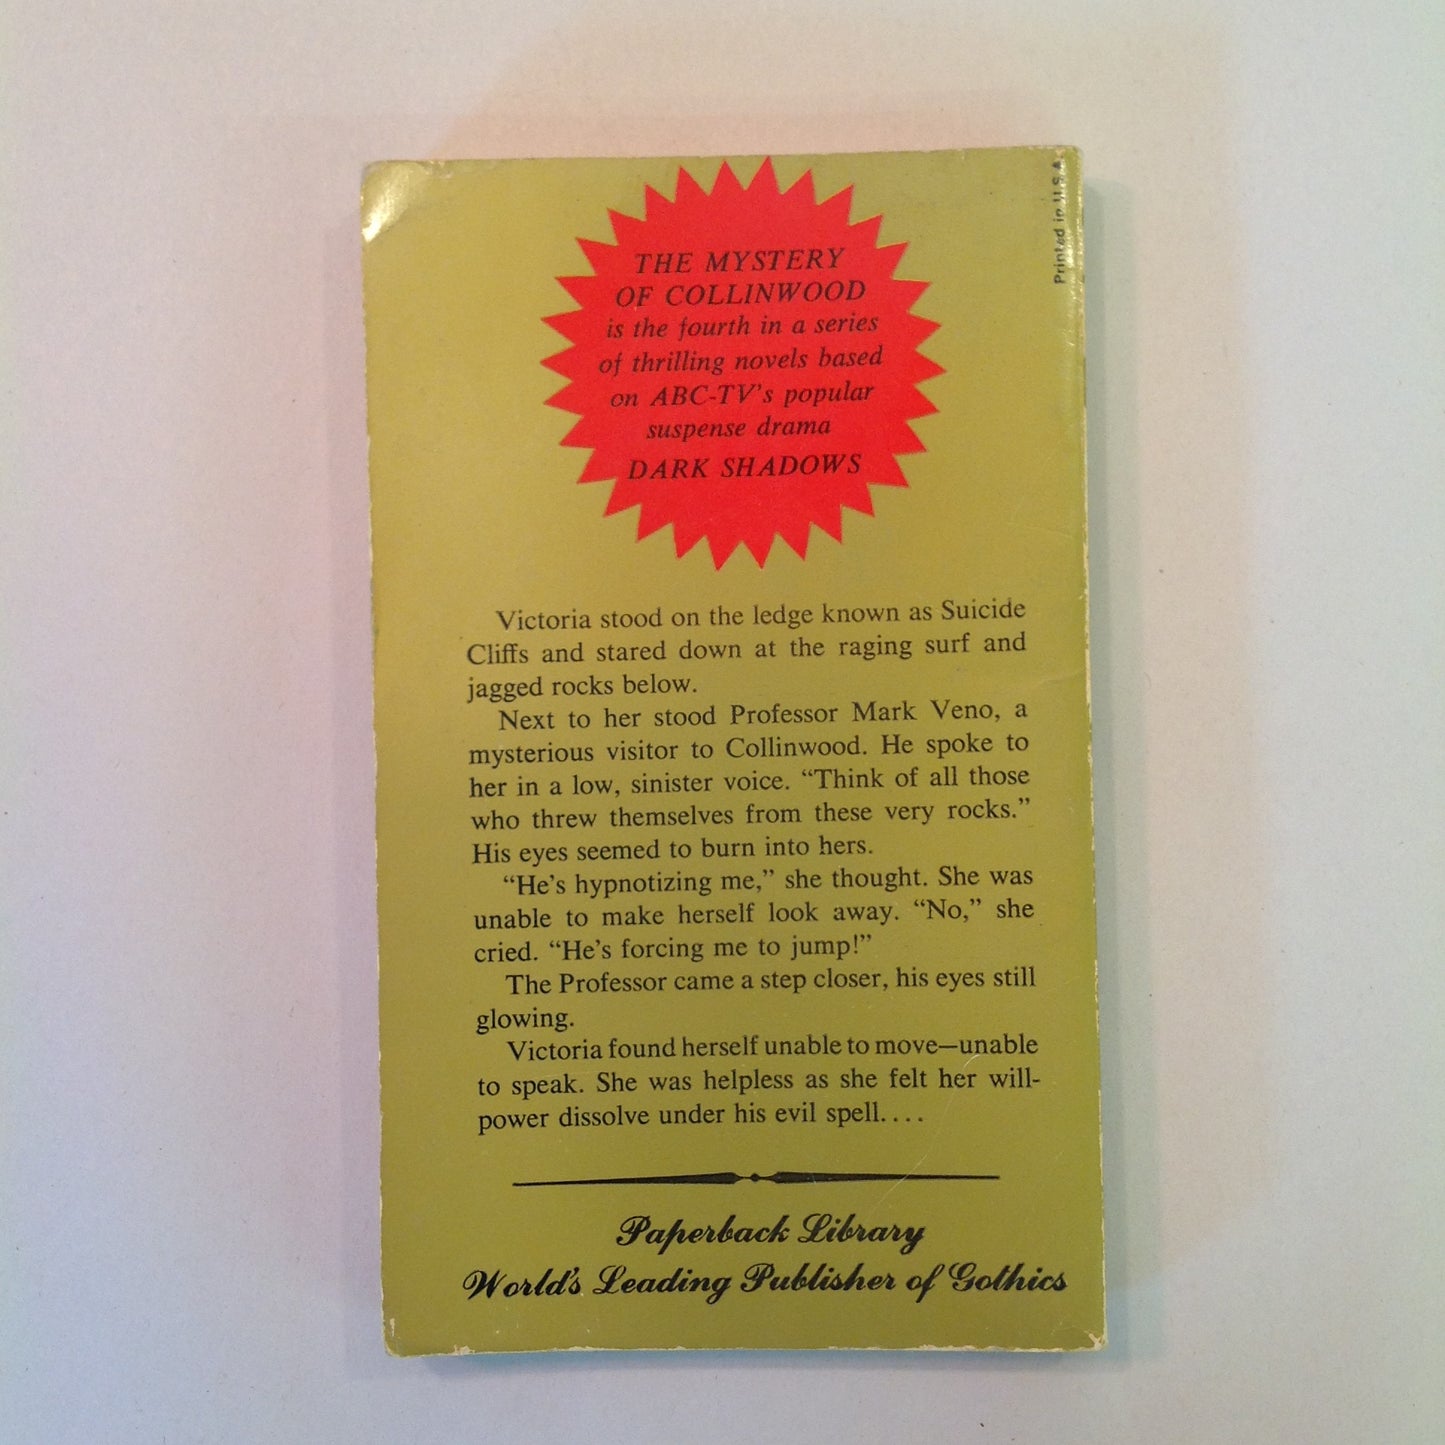 Printed in U.S.A.
THE MYSTERY
OF COLLINWOOD
is the fourth in a series
of thrilling novels based
on ABC-TV's popular
suspense drama
DARK SHADOWS
Victoria stood on the ledge known as Suicide
Cliffs and stared down at the raging surf and
jagged rocks below.
Next to her stood Professor Mark Veno, a
mysterious visitor to Collinwood. He spoke to
her in a low, sinister voice. “Think of all those
who threw themselves from these very rocks.”
His eyes seemed to burn into hers.
“He's hypnotizing me,” she thought. She was
unable to make herself look away. “No,” she
cried. “He's forcing me to jump!”
The Professor came a step closer, his eyes still
glowing.
Victoria found herself unable to move—unable
to speak. She was helpless as she felt her will-
power dissolve under his evil spell....
Paperback Library
World's Leading Publisher of Gothics